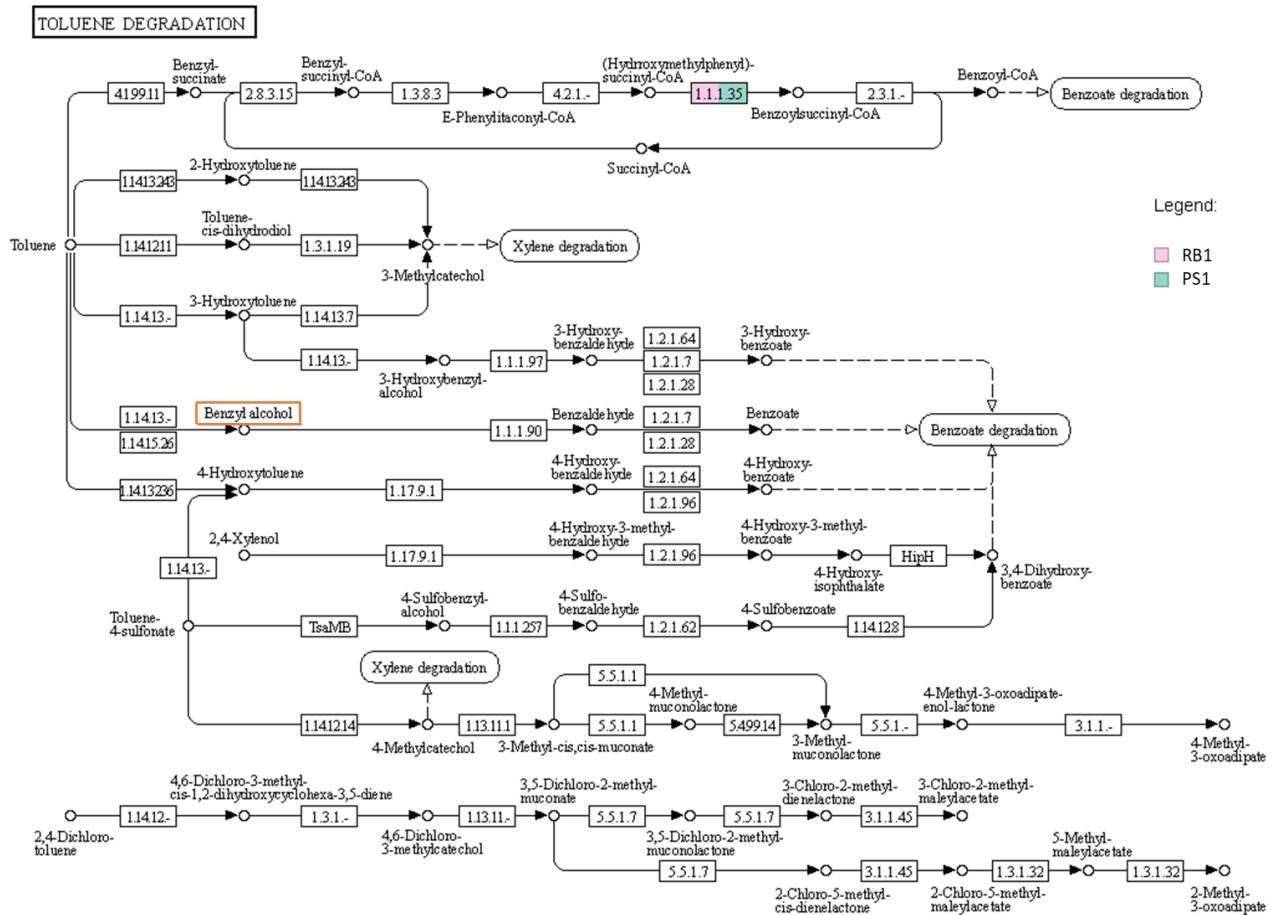 TOLUENE DEGRADATION
Benzyl-
succinate
Benzyl-
succinyl-CoA
(Hydrroxymethylphenyl)-
succinyl-CoA
Benzoyl-CoA
4.1.99.11
2.8.3.15
1.3.8.3
4.2.1.-
1.1.1.35
2.3.1.-
Benzoate degradation
E-Phenylitaconyl-CoA
Benzoylsuccinyl-CoA
Succinyl-CoA
2-Hydroxytoluene
1.14.13.243
1.14.13.243
Legend:
RB1
PS1
Toluene
Toluene-
cis-dihydrodiol
1.14.12.11
1.3.1.19
Xylene degradation
3-Methylcatechol
3-Hydroxytoluene
1.14.13.-
1.14.13.7
1.14.13.-
3-Hydroxybenzyl-
alcohol
1.1.1.97
3-Hydroxy-
benzaldehyde
1.2.1.64
1.2.1.7
1.2.1.28
3-Hydroxy-
benzoate
1.14.13.-
1.14.15.26
Benzyl alcohol
1.1.1.90
Benzaldehyde
1.2.1.7
1.2.1.28
Benzoate
Benzoate degradation
1.14.13.236
4-Hydroxytoluene
1.17.9.1
4-Hydroxy-
benzaldehyde
1.2.1.64
1.2.1.96
4-Hydroxy-
benzoate
2,4-Xylenol
1.17.9.1
4-Hydroxy-3-methyl-
benzaldehyde
1.2.1.96
4-Hydroxy-3-methyl-
benzoate
4-Hydroxy-
isophthalate
HipH
3,4-Dihydroxy-
benzoate
1.14.13.-
Toluene-
4-sulfonate
TsaMB
4-Sulfobenzyl-
alcohol
1.1.1.257
4-Sulfo-
benzaldehyde
1.2.1.62
4-Sulfobenzoate
1.14.12.8
Xylene degradation
1.14.12.14
4-Methylcatechol
1.13.11.1
3-Methyl-cis,cis-muconate
5.5.1.1
5.5.1.1
4-Methyl-
muconolactone
5.4.99.14
3-Methyl-
muconolactone
5.5.1.-
4-Methyl-3-oxoadipate-
enol-lactone
3.1.1.-
4-Methyl-
3-oxoadipate
2,4-Dichloro-
toluene
1.14.12.-
4,6-Dichloro-3-methyl-
cis-1,2-dihydroxycyclohexa-3,5-diene
1.3.1.-
4,6-Dichloro-
3-methylcatechol
1.13.11.-
3,5-Dichloro-2-methyl-
muconate
5.5.1.7
3,5-Dichloro-2-methyl-
muconolactone
5.5.1.7
3-Chloro-2-methyl-
dienelactone
3.1.1.45
3-Chloro-2-methyl-
maleylacetate
5.5.1.7
2-Chloro-5-methyl-
cis-dienelactone
3.1.1.45
2-Chloro-5-methyl-
maleylacetate
1.3.1.32
5-Methyl-
maleylacetate
1.3.1.32
2-Methyl-
3-oxoadipate